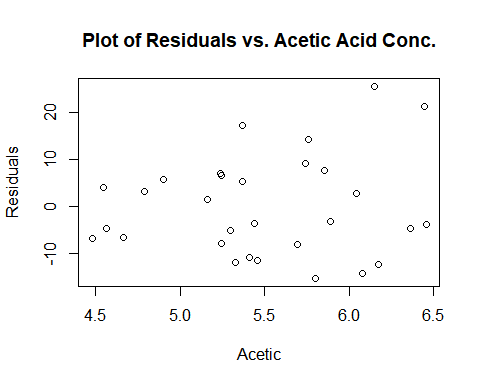 Plot of Residuals vs. Acetic Acid Conc.
Residuals
20
10
0
-10
4.5 5.0 5.5 6.0 6.5
Acetic